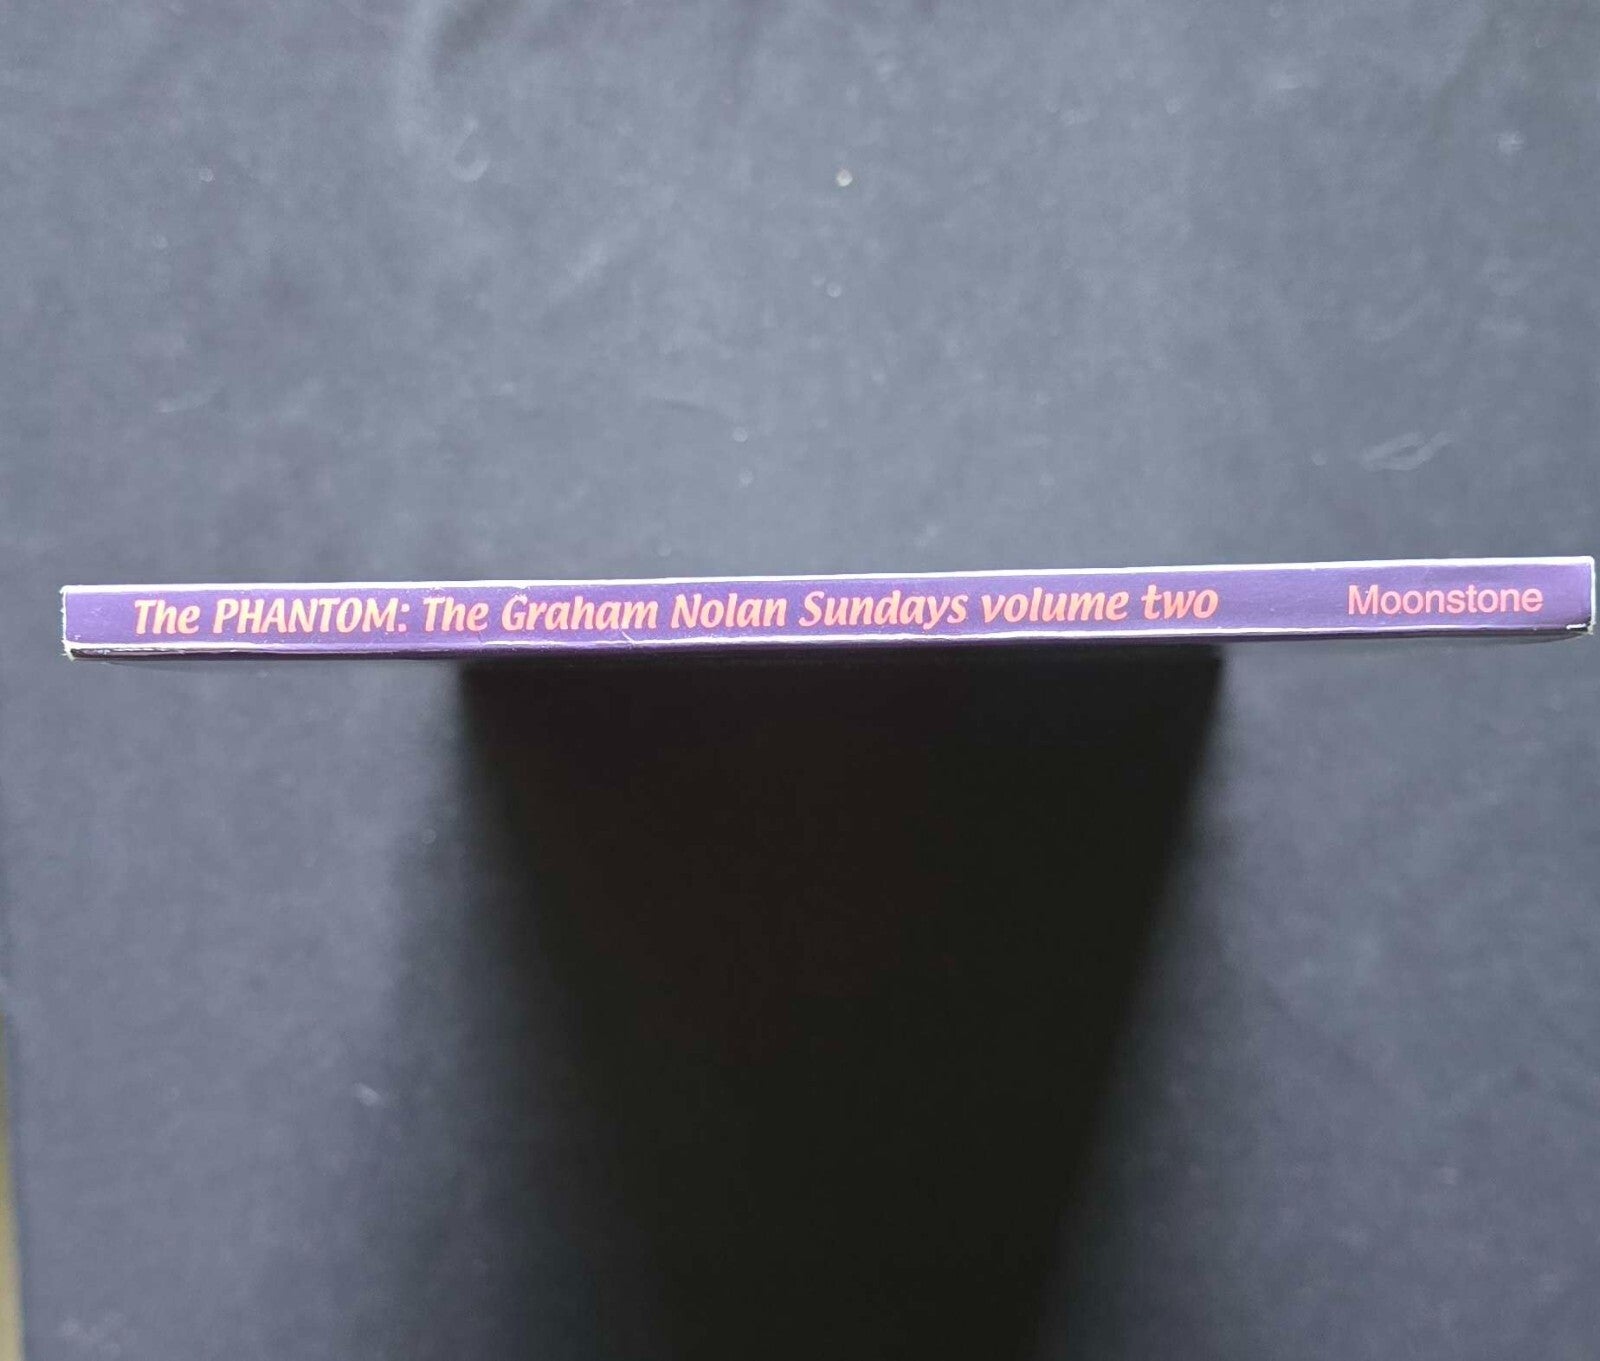 The PHANTOM: The Graham Nolan Sundays volume two Moonstone